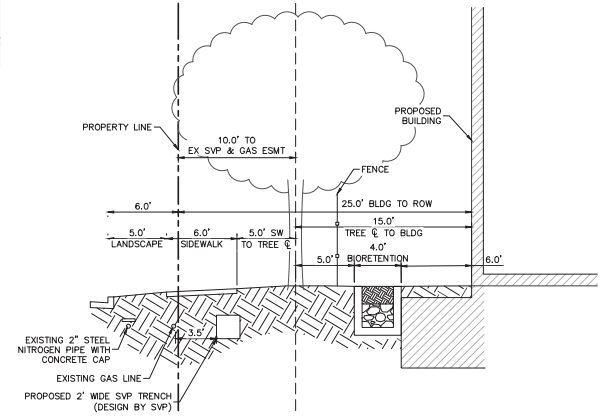 PROPERTY LINE
10.0' TO
EX SVP & GAS ESMT
PROPOSED
BUILDING
FENCE
6.0'
25.0' BLDG TO ROW
15.0'
TREE ℄ TO BLDG
5.0'
LANDSCAPE
6.0'
SIDEWALK
5.0' SW
TO TREE ℄
4.0'
BIORETENTION
5.0'
6.0'
3.5'
EXISTING 2" STEEL
NITROGEN PIPE WITH
CONCRETE CAP
EXISTING GAS LINE
PROPOSED 2' WIDE SVP TRENCH
(DESIGN BY SVP)